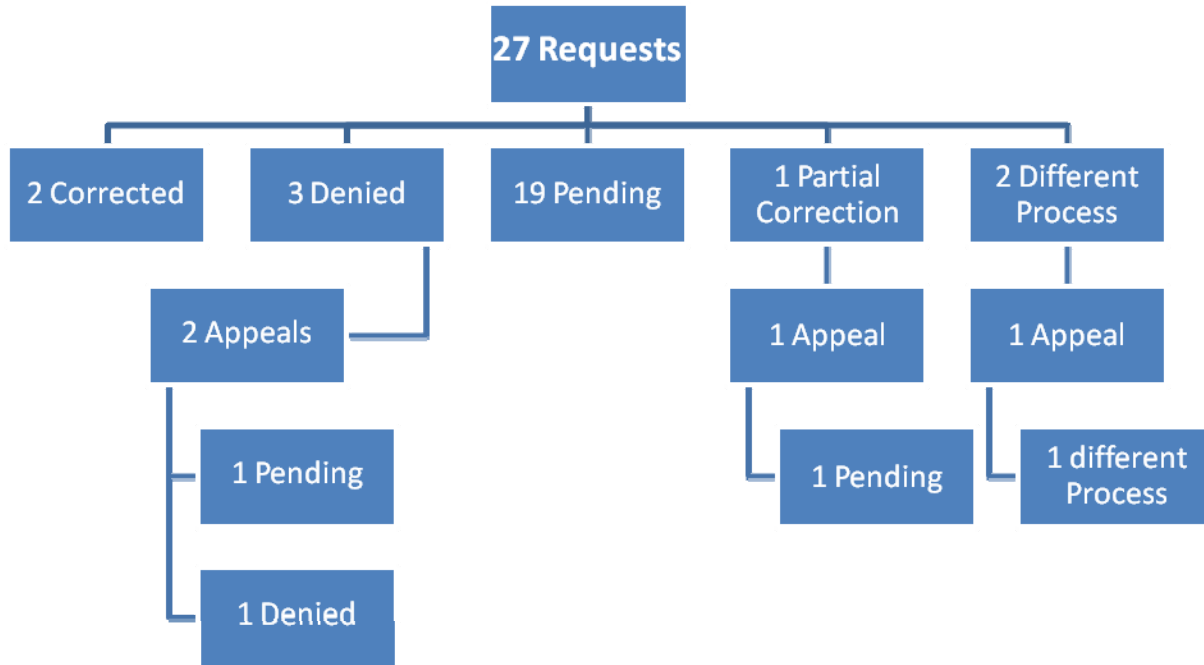 27 Requests
2 Corrected
3 Denied
19 Pending
1 Partial
Correction
2 Different
Process
2 Appeals
1 Appeal
1 Appeal
1 Pending
1 Pending
1 different
Process
1 Denied